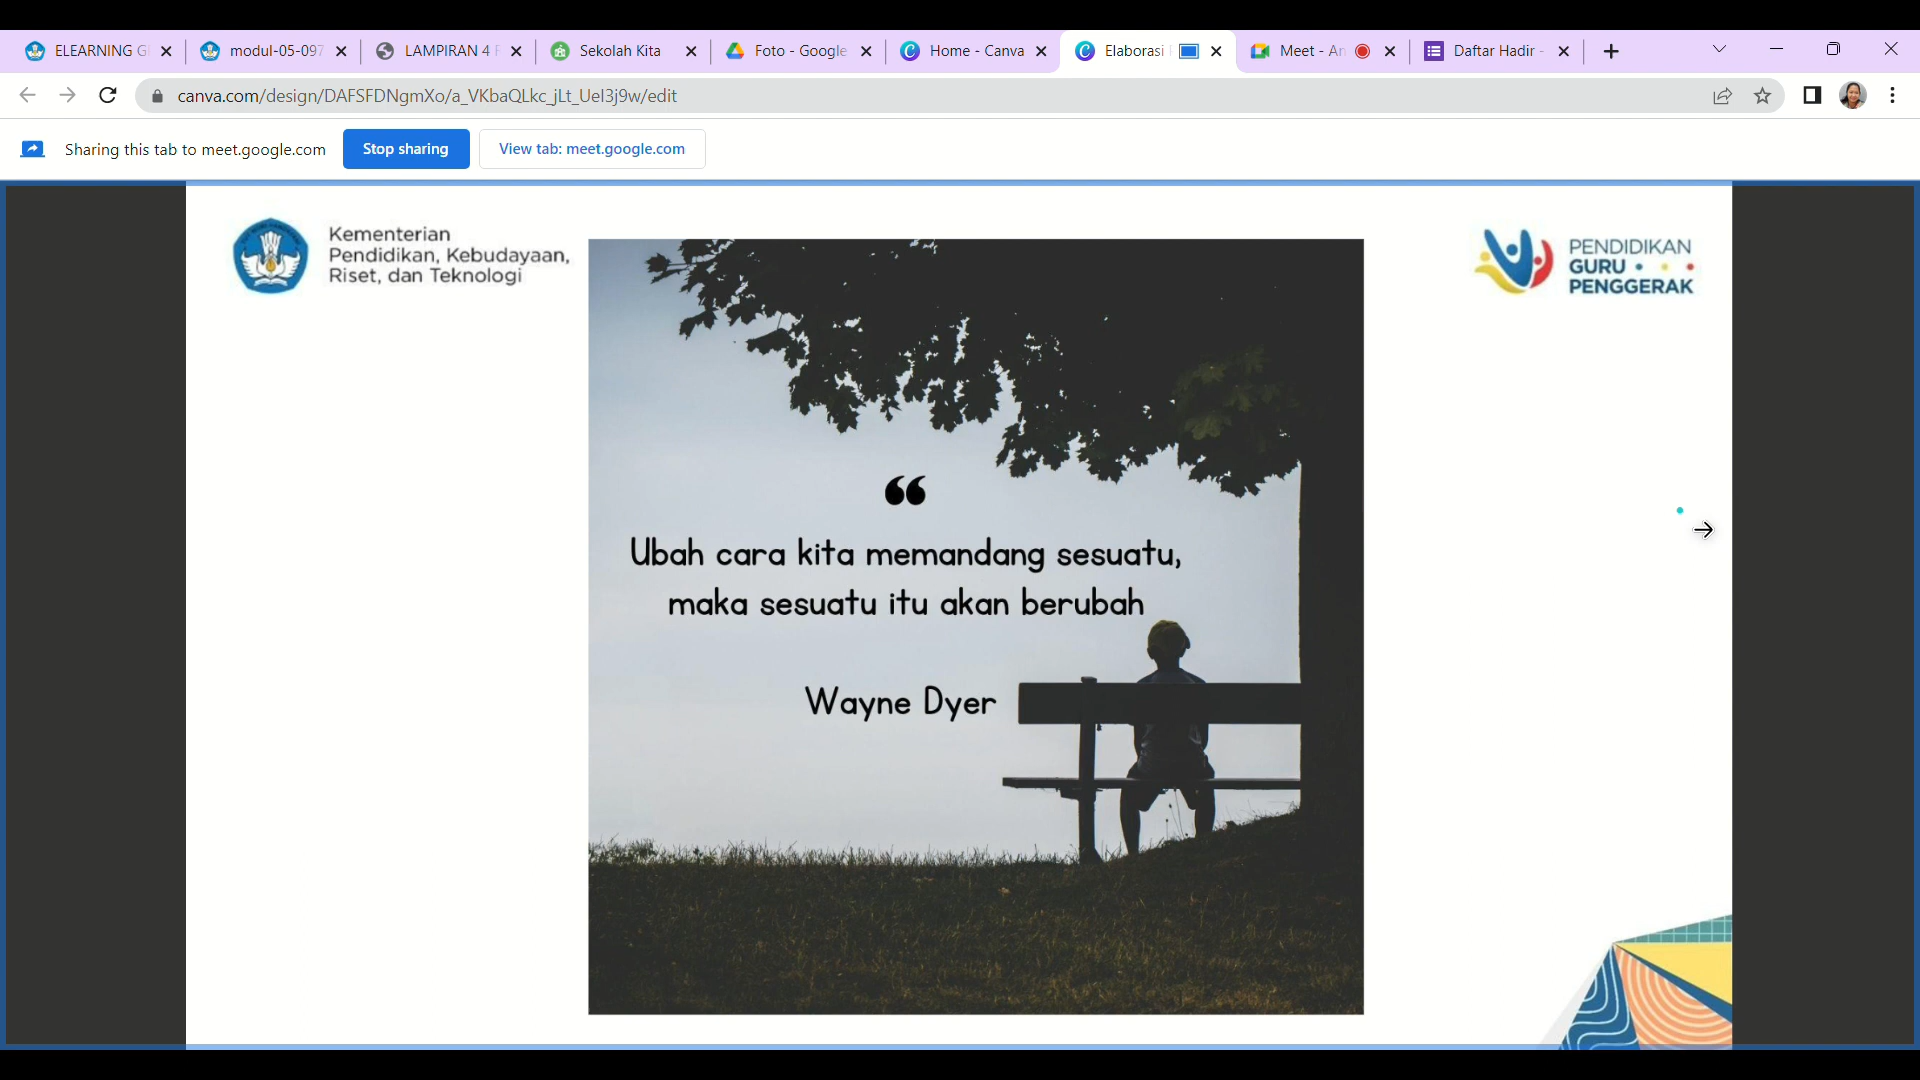 ELEARNING G
modul-05-097
LAMPIRAN 4 F
Sekolah Kita
Foto - Google
Home - Canva
Elaborasi
Meet - An
Daftar Hadir -
canva.com/design/DAFSFDNgmXo/a_VKbaQLkc_jLt_Uel3j9w/edit
Sharing this tab to meet.google.com
Stop sharing
View tab: meet.google.com
Kementerian
Pendidikan, Kebudayaan,
Riset, dan Teknologi
PENDIDIKAN
GURU
PENGGERAK
“
Ubah cara kita memandang sesuatu,
maka sesuatu itu akan berubah
Wayne Dyer